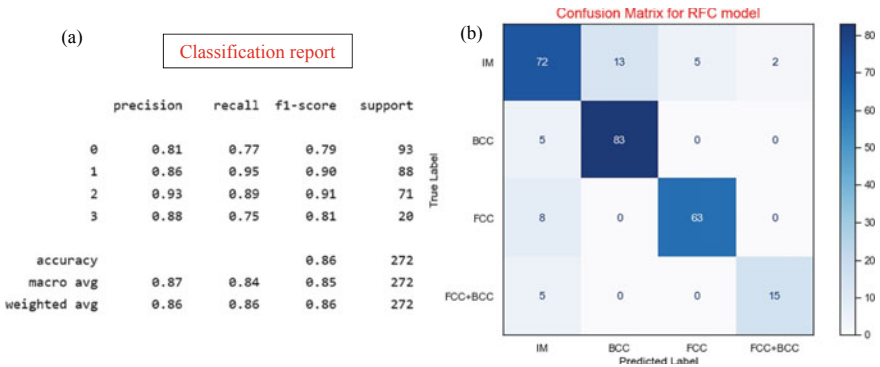 (a)
Classification report
precision recall f1-score support
0 0.81 0.77 0.79 93
1 0.86 0.95 0.90 88
2 0.93 0.89 0.91 71
3 0.88 0.75 0.81 20
accuracy 0.86 272
macro avg 0.87 0.84 0.85 272
weighted avg 0.86 0.86 0.86 272
(b)
Confusion Matrix for RFC model
True Label
IM 72 13 5 2
BCC 5 83 0 0
FCC 8 0 63 0
FCC+BCC 5 0 0 15
IM BCC FCC FCC+BCC
Predicted Label
80
70
60
50
40
30
20
10
0